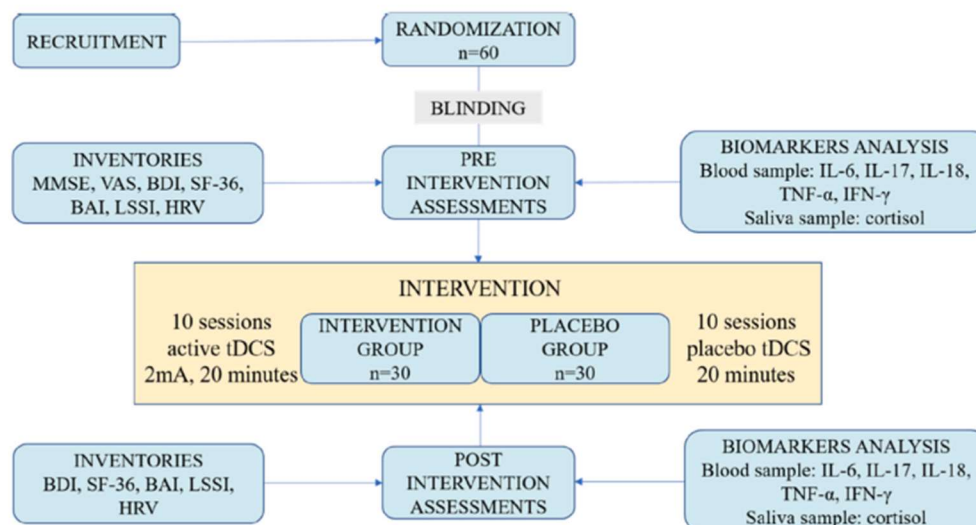 RECRUITMENT
RANDOMIZATION
n=60
BLINDING
INVENTORIES
MMSE, VAS, BDI, SF-36,
BAI, LSSI, HRV
PRE
INTERVENTION
ASSESSMENTS
BIOMARKERS ANALYSIS
Blood sample: IL-6, IL-17, IL-18,
TNF-α, IFN-γ
Saliva sample: cortisol
INTERVENTION
10 sessions
active tDCS
2mA, 20 minutes
INTERVENTION
GROUP
n=30
PLACEBO
GROUP
n=30
10 sessions
placebo tDCS
20 minutes
INVENTORIES
BDI, SF-36, BAI, LSSI,
HRV
POST
INTERVENTION
ASSESSMENTS
BIOMARKERS ANALYSIS
Blood sample: IL-6, IL-17, IL-18,
TNF-α, IFN-γ
Saliva sample: cortisol